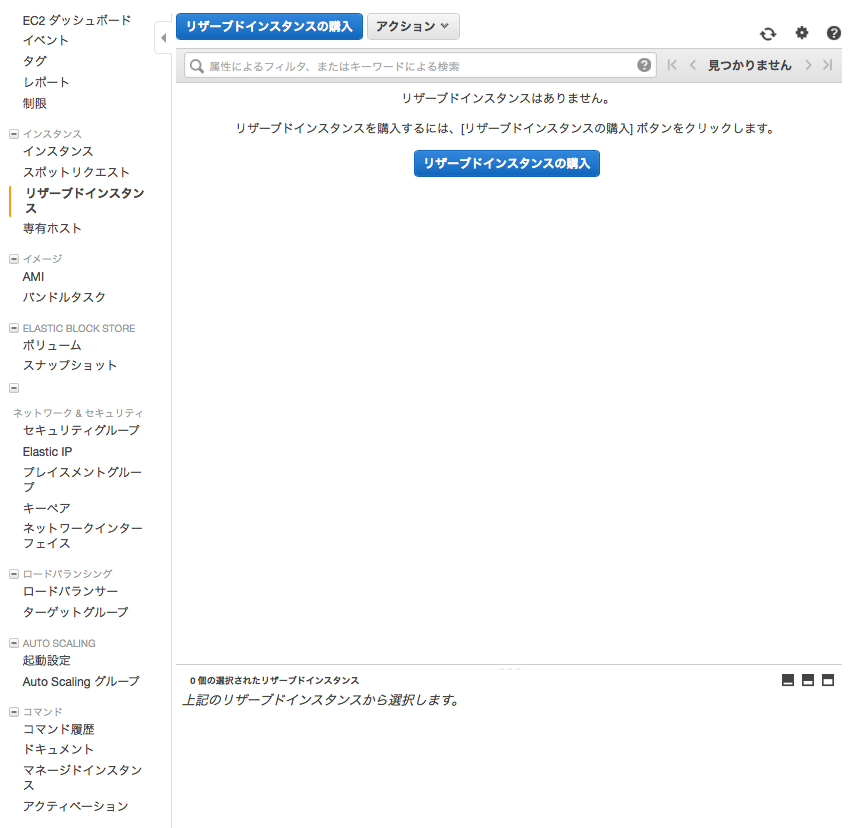 EC2 ダッシュボード
イベント
タグ
レポート
制限
インスタンス
インスタンス
スポットリクエスト
リザーブドインスタン
ス
専有ホスト
イメージ
AMI
バンドルタスク
ELASTIC BLOCK STORE
ボリューム
スナップショット
ネットワーク & セキュリティ
セキュリティグループ
Elastic IP
プレイスメントグルー
プ
キーペア
ネットワークインター
フェイス
ロードバランシング
ロードバランサー
ターゲットグループ
AUTO SCALING
起動設定
Auto Scaling グループ
コマンド
コマンド履歴
ドキュメント
マネージドインスタン
ス
アクティベーション
リザーブドインスタンスの購入 アクション
属性によるフィルタ、またはキーワードによる検索 見つかりません
リザーブドインスタンスはありません。
リザーブドインスタンスを購入するには、[リザーブドインスタンスの購入] ボタンをクリックします。
リザーブドインスタンスの購入
0 個の選択されたリザーブドインスタンス
上記のリザーブドインスタンスから選択します。